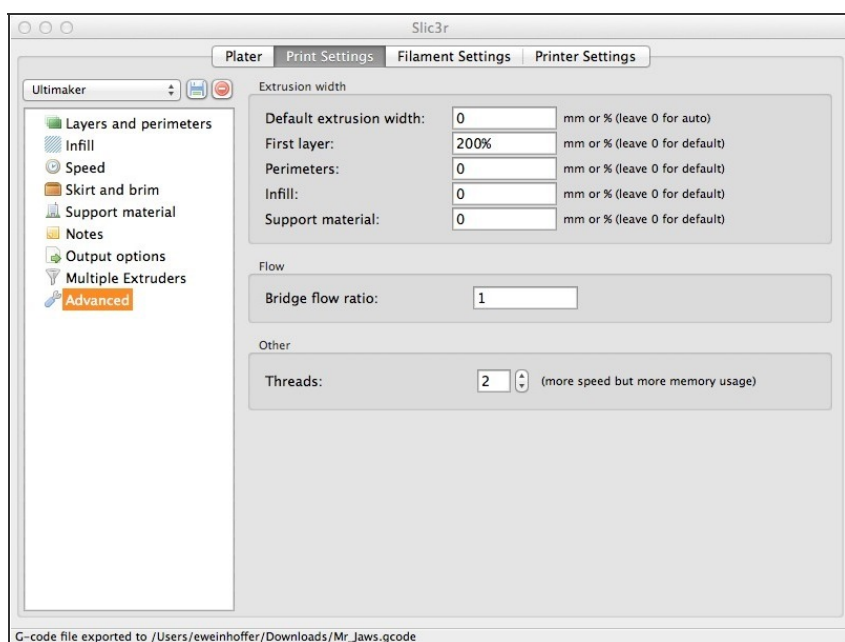 Slic3r
Plater Print Settings Filament Settings Printer Settings
Ultimaker
Layers and perimeters
Infill
Speed
Skirt and brim
Support material
Notes
Output options
Multiple Extruders
Advanced
Extrusion width
Default extrusion width: 0 mm or % (leave 0 for auto)
First layer: 200% mm or % (leave 0 for default)
Perimeters: 0 mm or % (leave 0 for default)
Infill: 0 mm or % (leave 0 for default)
Support material: 0 mm or % (leave 0 for default)
Flow
Bridge flow ratio: 1
Other
Threads: 2 (more speed but more memory usage)
G-code file exported to /Users/eweinhoffer/Downloads/Mr_Jaws.gcode